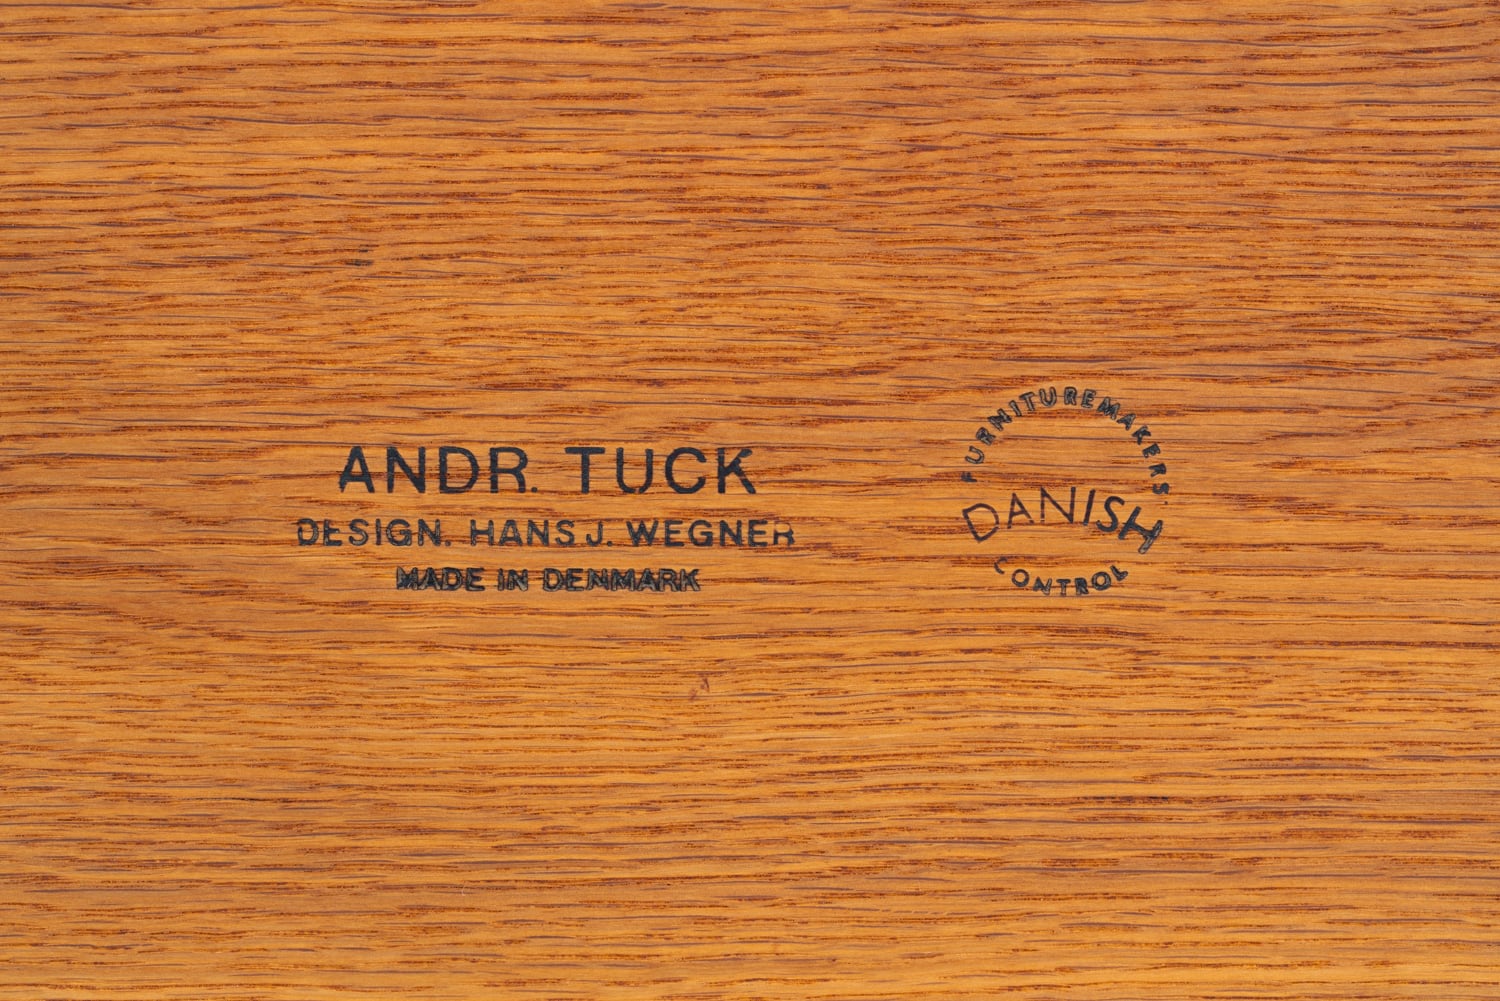 ANDR. TUCK
DESIGN. HANS J. WEGNER
MADE IN DENMARK
FURNITUREMAKERS'
DANISH
CONTROL